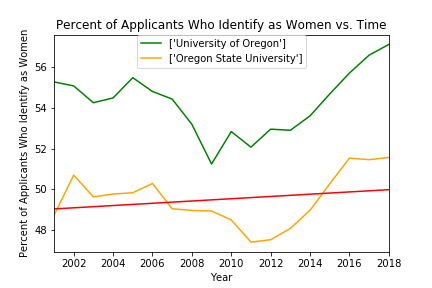 Percent of Applicants Who Identify as Women vs. Time
['University of Oregon']
['Oregon State University']
Percent of Applicants Who Identify as Women
56
54
52
50
48
2002
2004
2006
2008
2010
2012
2014
2016
2018
Year